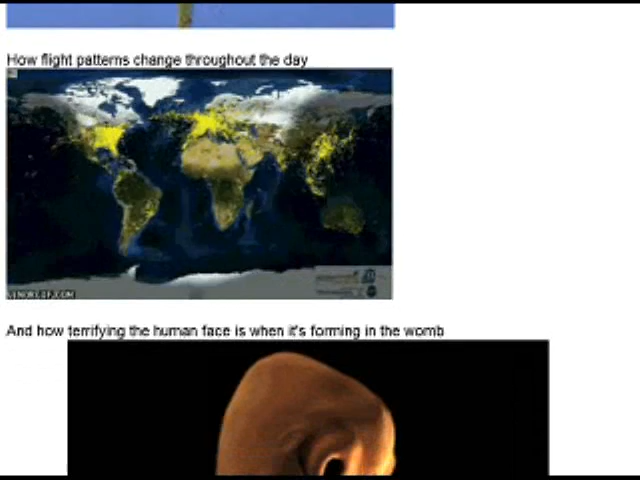 How flight patterns change throughout the day
And how terrifying the human face is when it's forming in the womb